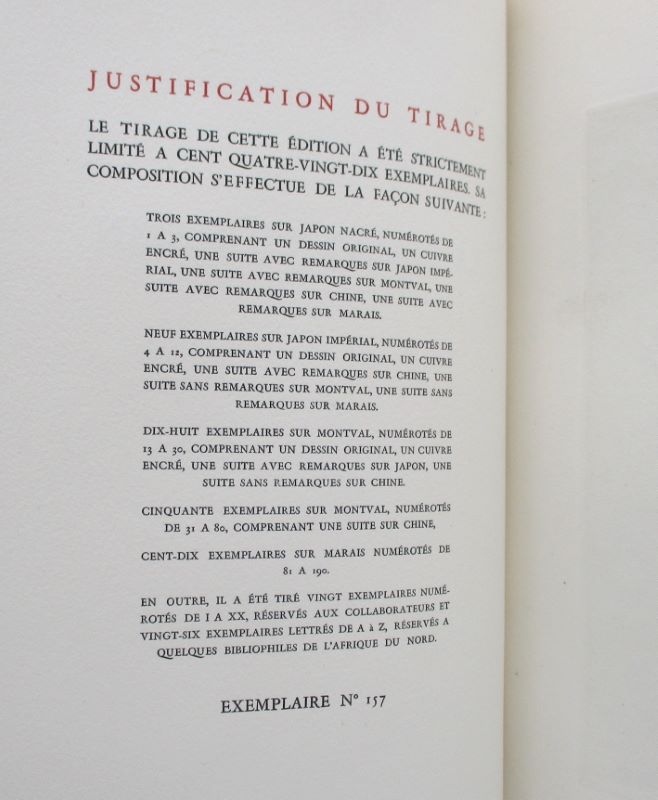 JUSTIFICATION DU TIRAGE
LE TIRAGE DE CETTE ÉDITION A ÉTÉ STRICTEMENT
LIMITÉ A CENT QUATRE-VINGT-DIX EXEMPLAIRES. SA
COMPOSITION S'EFFECTUE DE LA FAÇON SUIVANTE :
TROIS EXEMPLAIRES SUR JAPON NACRÉ, NUMÉROTÉS DE
1 A 3, COMPRENANT UN DESSIN ORIGINAL, UN CUIVRE
ENCRÉ, UNE SUITE AVEC REMARQUES SUR JAPON IMPÉ-
RIAL, UNE SUITE AVEC REMARQUES SUR MONTVAL, UNE
SUITE AVEC REMARQUES SUR CHINE, UNE SUITE AVEC
REMARQUES SUR MARAIS.
NEUF EXEMPLAIRES SUR JAPON IMPÉRIAL, NUMÉROTÉS DE
4 A 12, COMPRENANT UN DESSIN ORIGINAL, UN CUIVRE
ENCRÉ, UNE SUITE AVEC REMARQUES SUR CHINE, UNE
SUITE SANS REMARQUES SUR MONTVAL, UNE SUITE SANS
REMARQUES SUR MARAIS.
DIX-HUIT EXEMPLAIRES SUR MONTVAL, NUMÉROTÉS DE
13 A 30, COMPRENANT UN DESSIN ORIGINAL, UN CUIVRE
ENCRÉ, UNE SUITE AVEC REMARQUES SUR JAPON, UNE
SUITE SANS REMARQUES SUR CHINE.
CINQUANTE EXEMPLAIRES SUR MONTVAL, NUMÉROTÉS
DE 31 A 80, COMPRENANT UNE SUITE SUR CHINE,
CENT-DIX EXEMPLAIRES SUR MARAIS NUMÉROTÉS DE
81 A 190.
EN OUTRE, IL A ÉTÉ TIRÉ VINGT EXEMPLAIRES NUMÉ-
ROTÉS DE I A XX, RÉSERVÉS AUX COLLABORATEURS ET
VINGT-SIX EXEMPLAIRES LETTRÉS DE A à Z, RÉSERVÉS A
QUELQUES BIBLIOPHILES DE L'AFRIQUE DU NORD.
EXEMPLAIRE N° 157